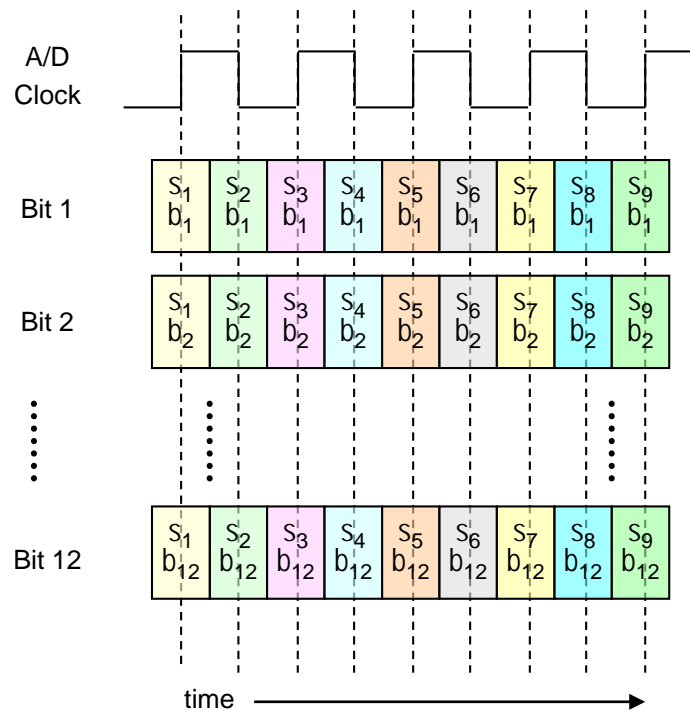 A/D
Clock
Bit 1
S₁ S₂ S₃ S₄ S₅ S₆ S₇ S₈ S₉
b₁ b₁ b₁ b₁ b₁ b₁ b₁ b₁ b₁
Bit 2
S₁ S₂ S₃ S₄ S₅ S₆ S₇ S₈ S₉
b₂ b₂ b₂ b₂ b₂ b₂ b₂ b₂ b₂
Bit 12
S₁ S₂ S₃ S₄ S₅ S₆ S₇ S₈ S₉
b₁₂ b₁₂ b₁₂ b₁₂ b₁₂ b₁₂ b₁₂ b₁₂ b₁₂
time